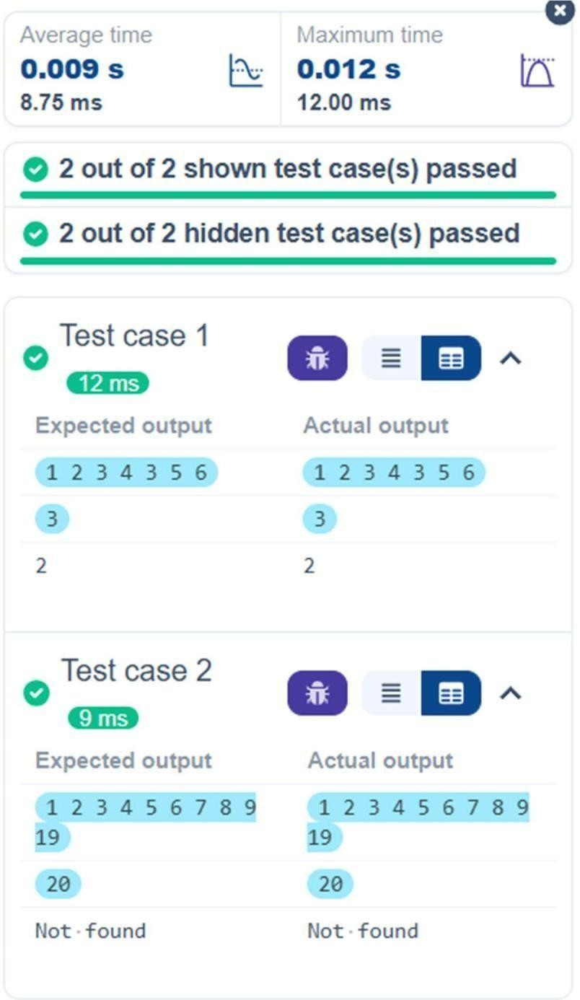 Average time
0.009 s
8.75 ms
Maximum time
0.012 s
12.00 ms
2 out of 2 shown test case(s) passed
2 out of 2 hidden test case(s) passed
Test case 1
12 ms
Expected output
Actual output
1 2 3 4 3 5 6
1 2 3 4 3 5 6
3
3
2
2
Test case 2
9 ms
Expected output
Actual output
1 2 3 4 5 6 7 8 9
19
1 2 3 4 5 6 7 8 9
19
20
20
Not·found
Not·found